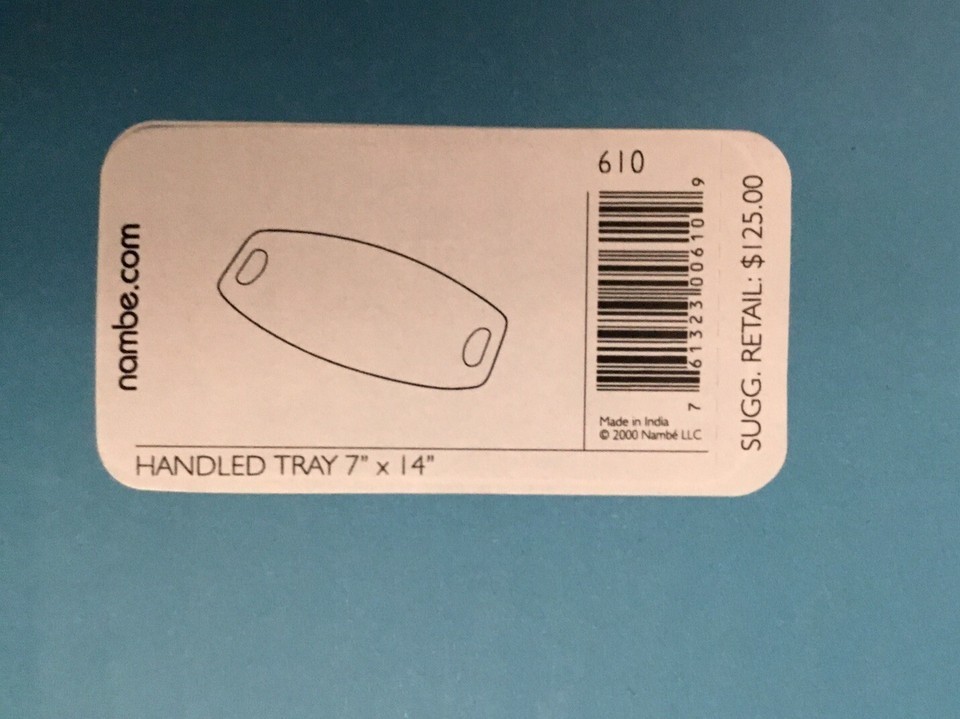 nambe.com
HANDLED TRAY 7" x 14"
610
7 61323 00610 9
Made in India
© 2000 Nambé LLC
SUGG. RETAIL: $125.00